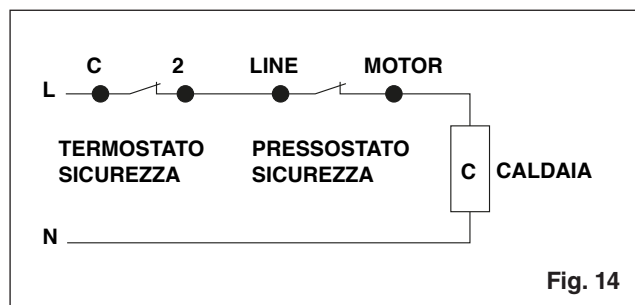 C 2 LINE MOTOR
L
TERMOSTATO SICUREZZA
PRESSOSTATO SICUREZZA
C CALDAIA
N
Fig. 14